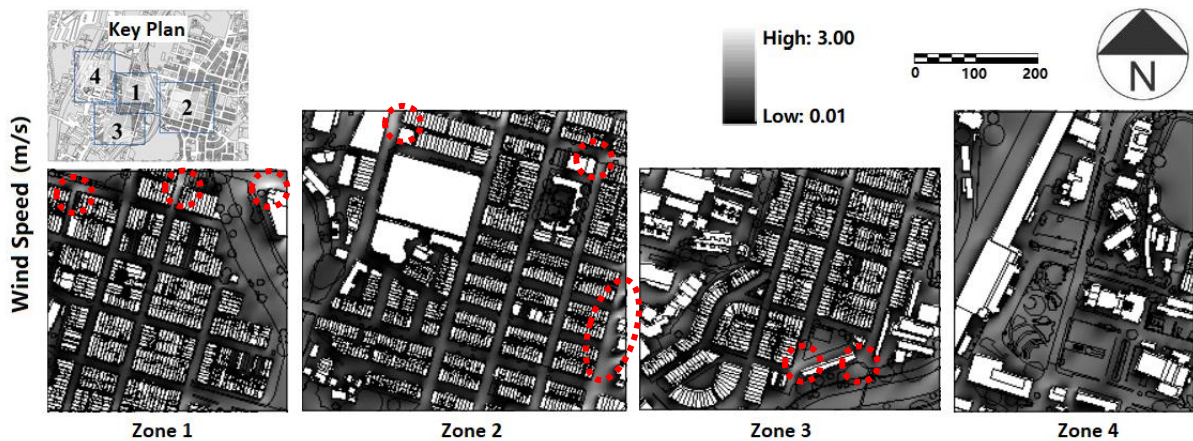 Key Plan
4
1
2
3
High: 3.00
Low: 0.01
0 100 200
N
Wind Speed (m/s)
Zone 1
Zone 2
Zone 3
Zone 4